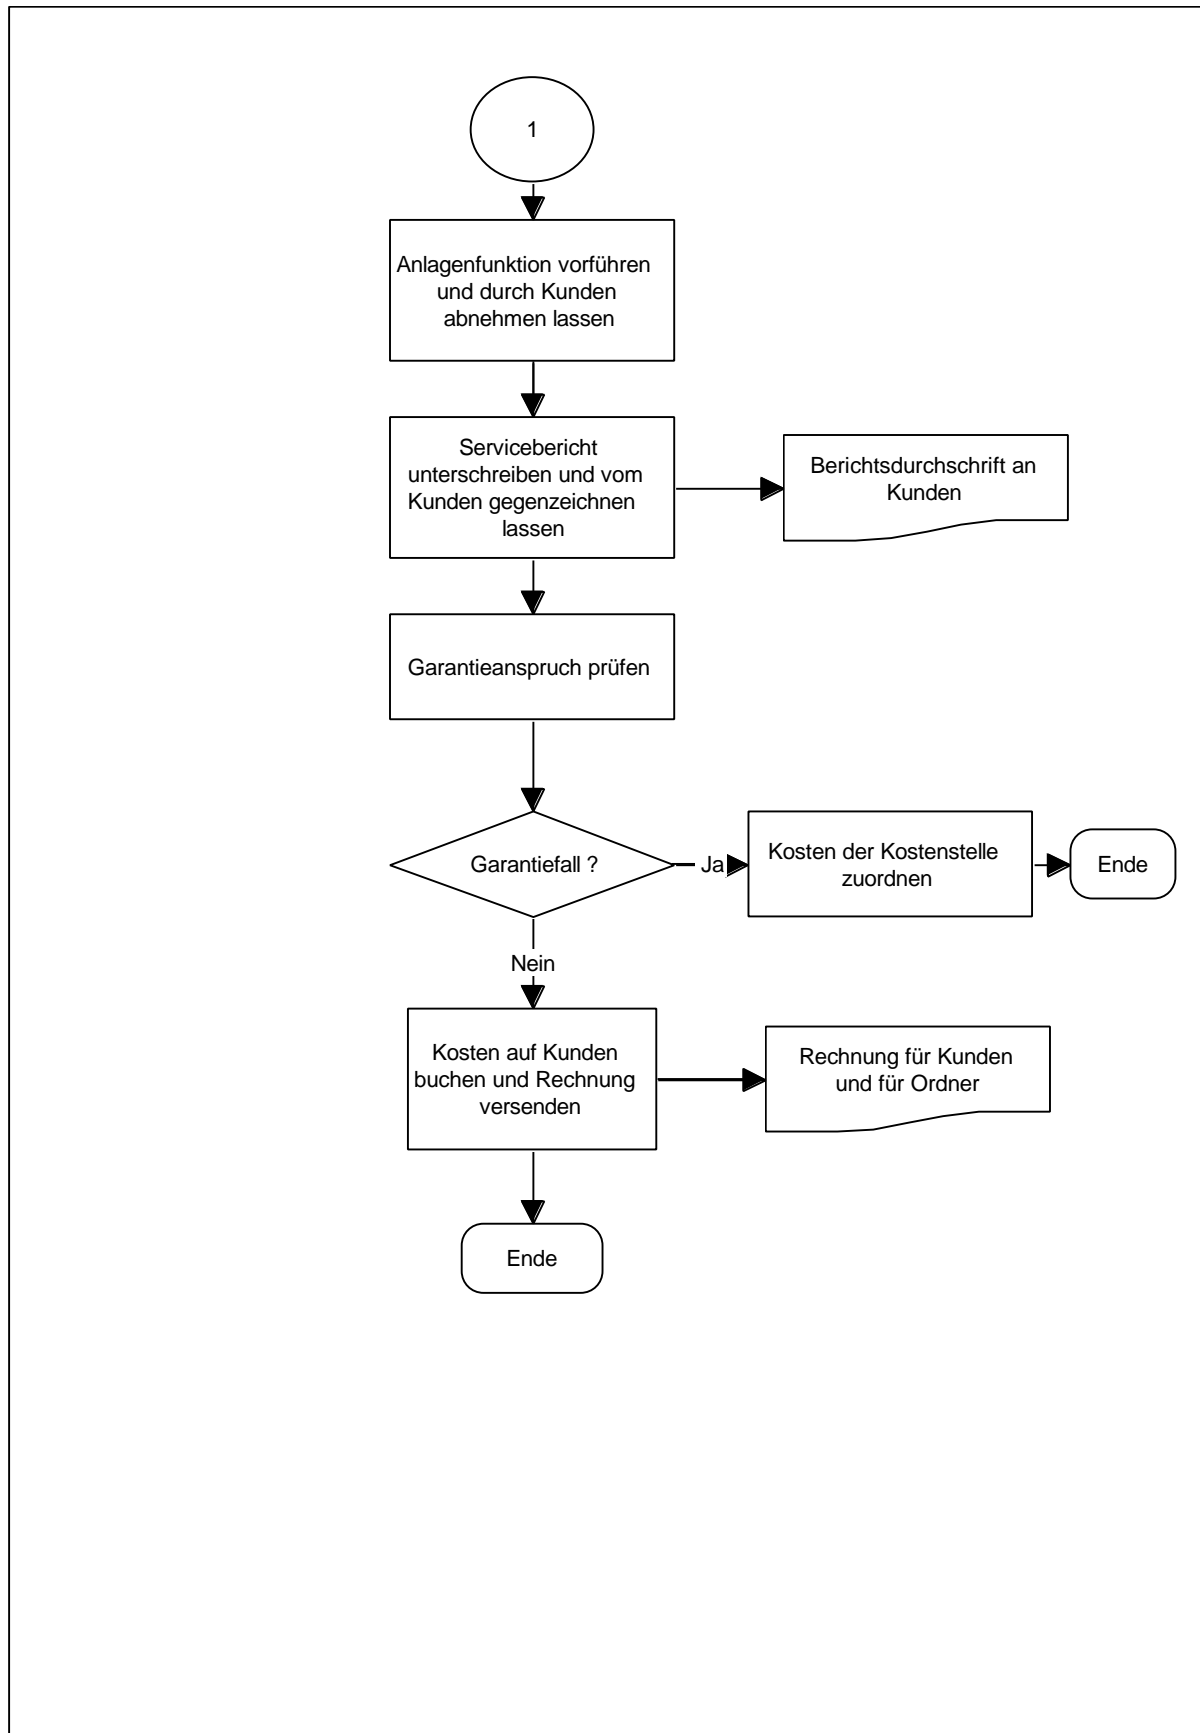 1
Anlagenfunktion vorführen
und durch Kunden
abnehmen lassen
Servicebericht
unterschreiben und vom
Kunden gegenzeichnen
lassen
Berichtsdurchschrift an
Kunden
Garantieanspruch prüfen
Garantiefall ?
Ja
Kosten der Kostenstelle
zuordnen
Ende
Nein
Kosten auf Kunden
buchen und Rechnung
versenden
Rechnung für Kunden
und für Ordner
Ende